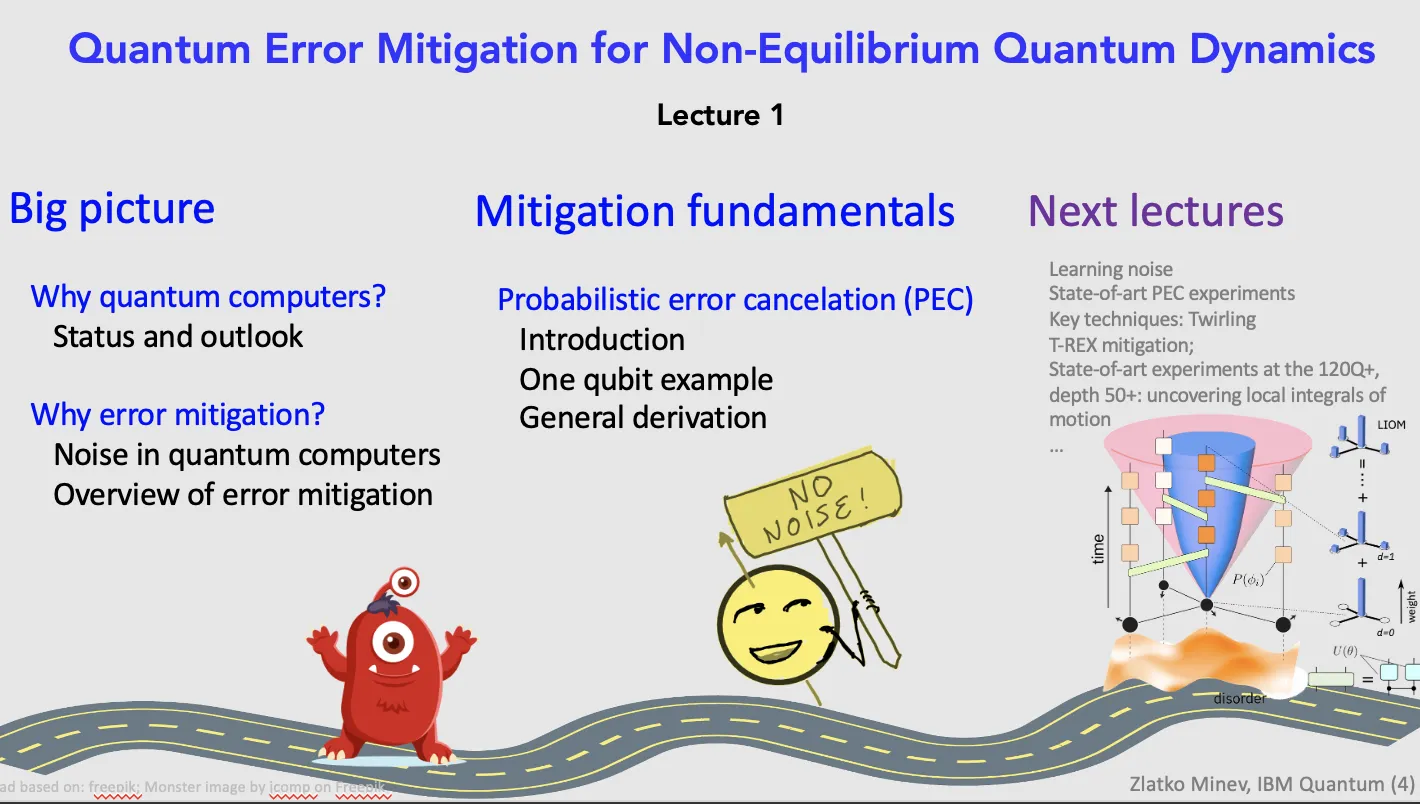 Quantum Error Mitigation for Non-Equilibrium Quantum Dynamics
Lecture 1
Big picture
Why quantum computers?
Status and outlook
Why error mitigation?
Noise in quantum computers
Overview of error mitigation
Mitigation fundamentals
Probabilistic error cancelation (PEC)
Introduction
One qubit example
General derivation
NO
NOISE!
Next lectures
Learning noise
State-of-art PEC experiments
Key techniques: Twirling
T-REX mitigation;
State-of-art experiments at the 120Q+,
depth 50+: uncovering local integrals of
motion
...
LIOM
=
+
d=1
+
d=0
weight
time
P(ϕᵢ)
U(θ)
=
disorder
ad based on: freepik; Monster image by icomp on Freepik
Zlatko Minev, IBM Quantum (4)